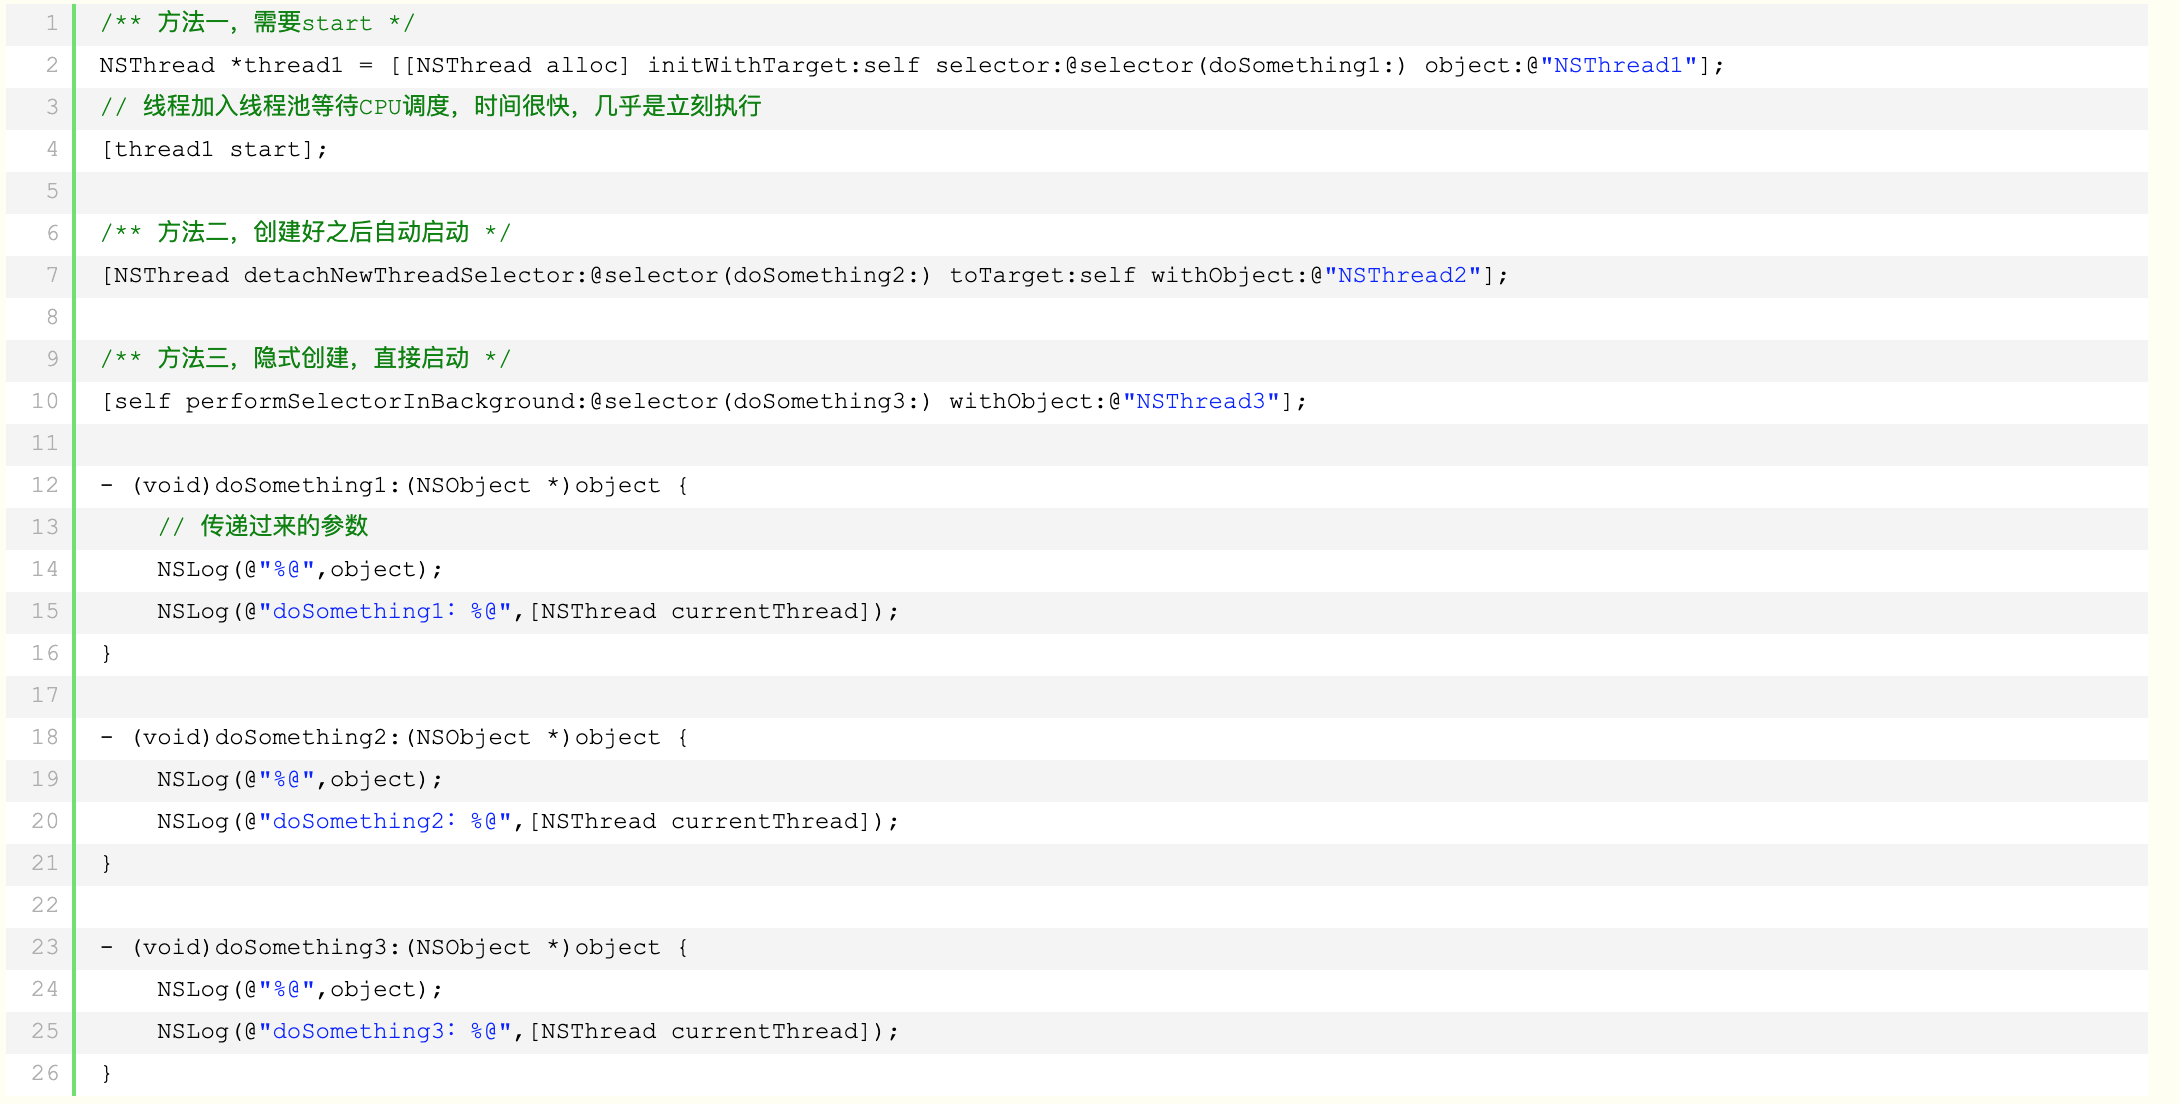 1 /** 方法一，需要start */
2 NSThread *thread1 = [[NSThread alloc] initWithTarget:self selector:@selector(doSomething1:) object:@"NSThread1"];
3 // 线程加入线程池等待CPU调度，时间很快，几乎是立刻执行
4 [thread1 start];
5
6 /** 方法二，创建好之后自动启动 */
7 [NSThread detachNewThreadSelector:@selector(doSomething2:) toTarget:self withObject:@"NSThread2"];
8
9 /** 方法三，隐式创建，直接启动 */
10 [self performSelectorInBackground:@selector(doSomething3:) withObject:@"NSThread3"];
11
12 - (void)doSomething1:(NSObject *)object {
13     // 传递过来的参数
14     NSLog(@"%@",object);
15     NSLog(@"doSomething1：%@",[NSThread currentThread]);
16 }
17
18 - (void)doSomething2:(NSObject *)object {
19     NSLog(@"%@",object);
20     NSLog(@"doSomething2：%@",[NSThread currentThread]);
21 }
22
23 - (void)doSomething3:(NSObject *)object {
24     NSLog(@"%@",object);
25     NSLog(@"doSomething3：%@",[NSThread currentThread]);
26 }